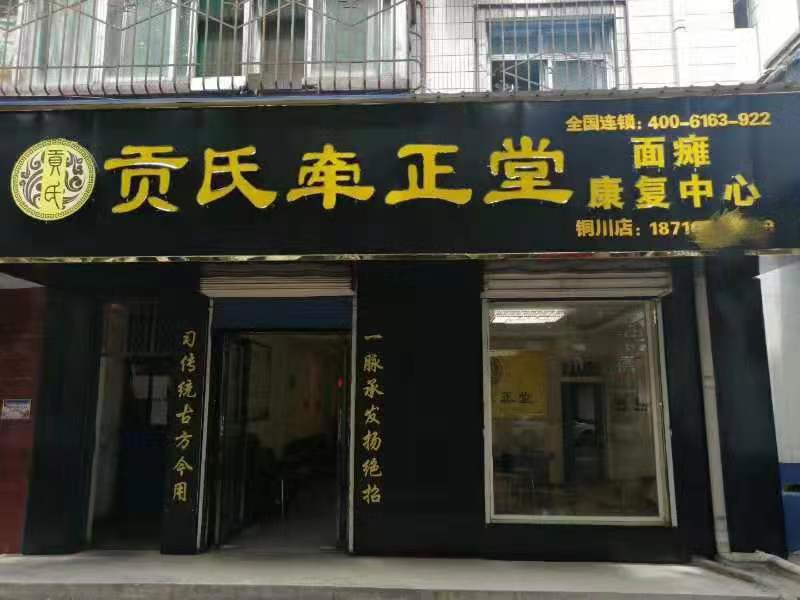 貢氏
贡氏牵正堂
全国连锁：400-6163-922
面瘫
康复中心
铜川店：18716
习传统古方今用
一脉承发扬绝招
正堂